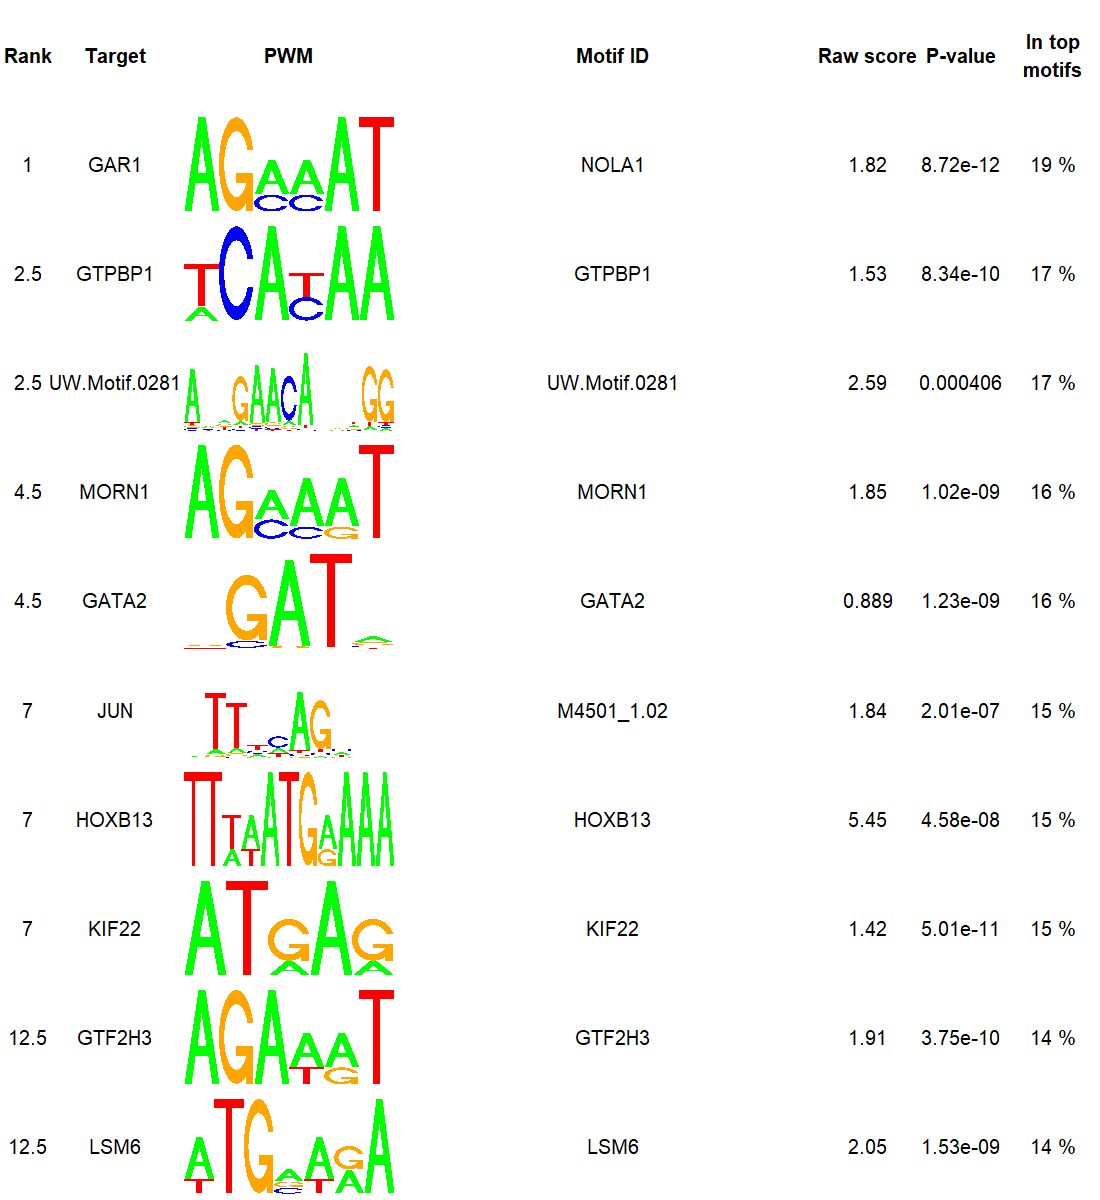 Rank Target PWM Motif ID Raw score P-value In top motifs
1 GAR1 NOLA1 1.82 8.72e-12 19 %
2.5 GTPBP1 GTPBP1 1.53 8.34e-10 17 %
2.5 UW.Motif.0281 UW.Motif.0281 2.59 0.000406 17 %
4.5 MORN1 MORN1 1.85 1.02e-09 16 %
4.5 GATA2 GATA2 0.889 1.23e-09 16 %
7 JUN M4501_1.02 1.84 2.01e-07 15 %
7 HOXB13 HOXB13 5.45 4.58e-08 15 %
7 KIF22 KIF22 1.42 5.01e-11 15 %
12.5 GTF2H3 GTF2H3 1.91 3.75e-10 14 %
12.5 LSM6 LSM6 2.05 1.53e-09 14 %